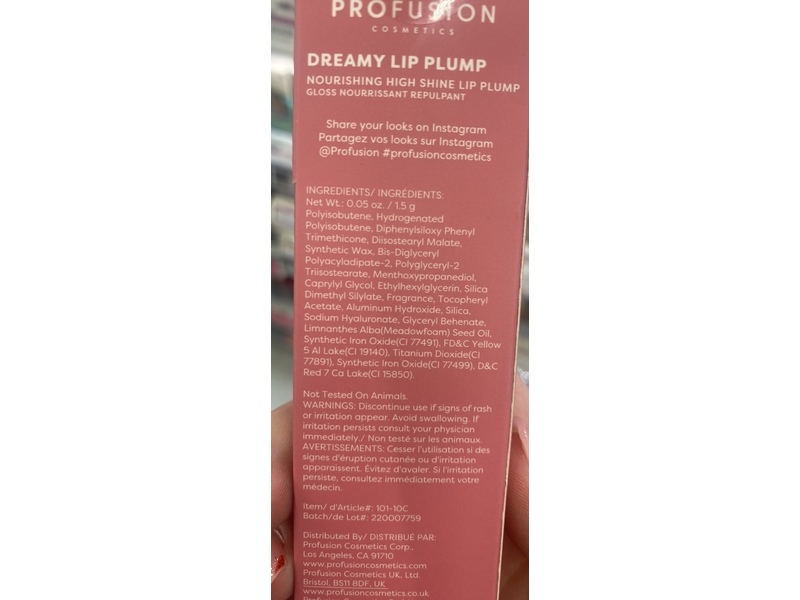 PROFUSION
COSMETICS
DREAMY LIP PLUMP
NOURISHING HIGH SHINE LIP PLUMP
GLOSS NOURRISSANT REPULPANT
Share your looks on Instagram
Partagez vos looks sur Instagram
@Profusion #profusioncosmetics
INGREDIENTS/ INGRÉDIENTS:
Net Wt.: 0.05 oz. / 1.5 g
Polyisobutene, Hydrogenated
Polyisobutene, Diphenylsiloxy Phenyl
Trimethicone, Diisostearyl Malate,
Synthetic Wax, Bis-Diglyceryl
Polyacyladipate-2, Polyglyceryl-2
Triisostearate, Menthoxypropanediol,
Caprylyl Glycol, Ethylhexylglycerin, Silica
Dimethyl Silylate, Fragrance, Tocopheryl
Acetate, Aluminum Hydroxide, Silica,
Sodium Hyaluronate, Glyceryl Behenate,
Limnanthes Alba(Meadowfoam) Seed Oil,
Synthetic Iron Oxide(CI 77491), FD&C Yellow
5 Al Lake(CI 19140), Titanium Dioxide(CI
77891), Synthetic Iron Oxide(CI 77499), D&C
Red 7 Ca Lake(CI 15850).
Not Tested On Animals.
WARNINGS: Discontinue use if signs of rash
or irritation appear. Avoid swallowing. If
irritation persists consult your physician
immediately./ Non testé sur les animaux.
AVERTISSEMENTS: Cesser l'utilisation si des
signes d'éruption cutanée ou d'irritation
apparaissent. Évitez d'avaler. Si l'irritation
persiste, consultez immédiatement votre
médecin.
Item/ d'Article#: 101-10C
Batch/de Lot#: 220007759
Distributed By/ DISTRIBUÉ PAR:
Profusion Cosmetics Corp.,
Los Angeles, CA 91710
www.profusioncosmetics.com
Profusion Cosmetics UK, Ltd.
Bristol, BS11 8DF, UK
www.profusioncosmetics.co.uk